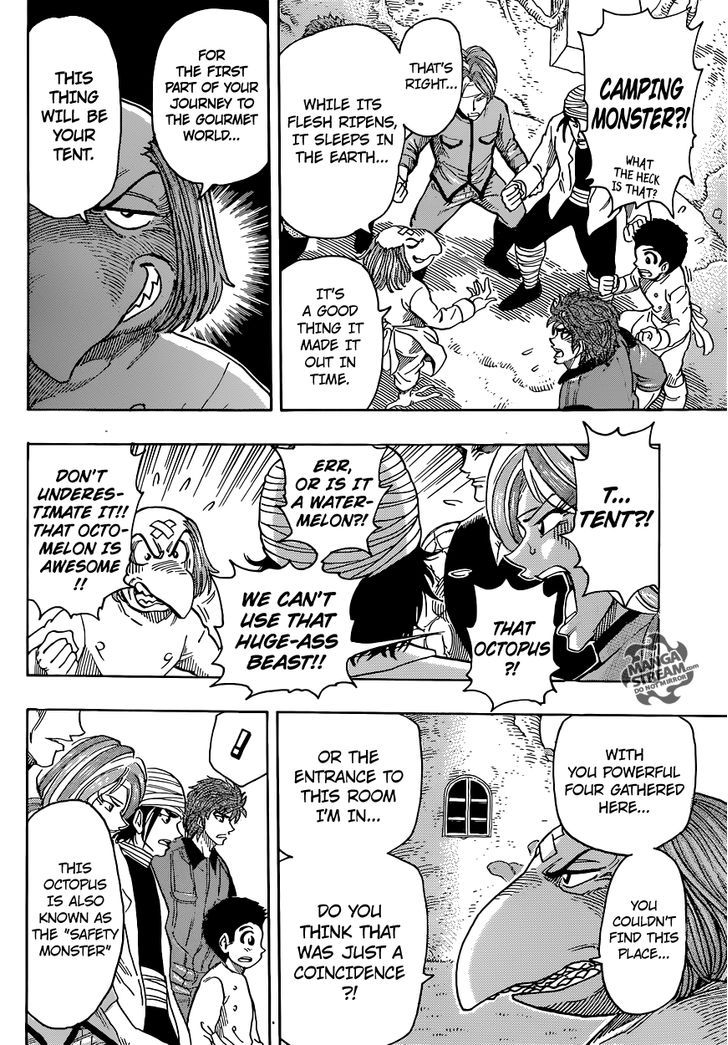 CAMPING
MONSTER?!
WHAT
THE HECK
IS THAT?
THAT'S
RIGHT...
WHILE ITS
FLESH RIPENS,
IT SLEEPS
IN THE
EARTH...
IT'S
A GOOD
THING IT
MADE IT
OUT IN
TIME.
FOR
THE FIRST
PART OF YOUR
JOURNEY TO
THE GOURMET
WORLD...
THIS
THING
WILL BE
YOUR
TENT.
T...
TENT?!
THAT
OCTOPUS
?!
ERR,
OR IS IT
A WATER-
MELON?!
WE CAN'T
USE THAT
HUGE-ASS
BEAST!!
DON'T
UNDERES-
TIMATE IT!!
THAT OCTO-
MELON IS
AWESOME
!!
MANGA
STREAM.com
DO NOT MIRROR
WITH
YOU POWERFUL
FOUR GATHERED
HERE...
YOU
COULDN'T
FIND THIS
PLACE...
OR THE
ENTRANCE TO
THIS ROOM
I'M IN...
DO YOU
THINK THAT
WAS JUST A
COINCIDENCE
?!
!
THIS
OCTOPUS
IS ALSO
KNOWN AS
THE "SAFETY
MONSTER"